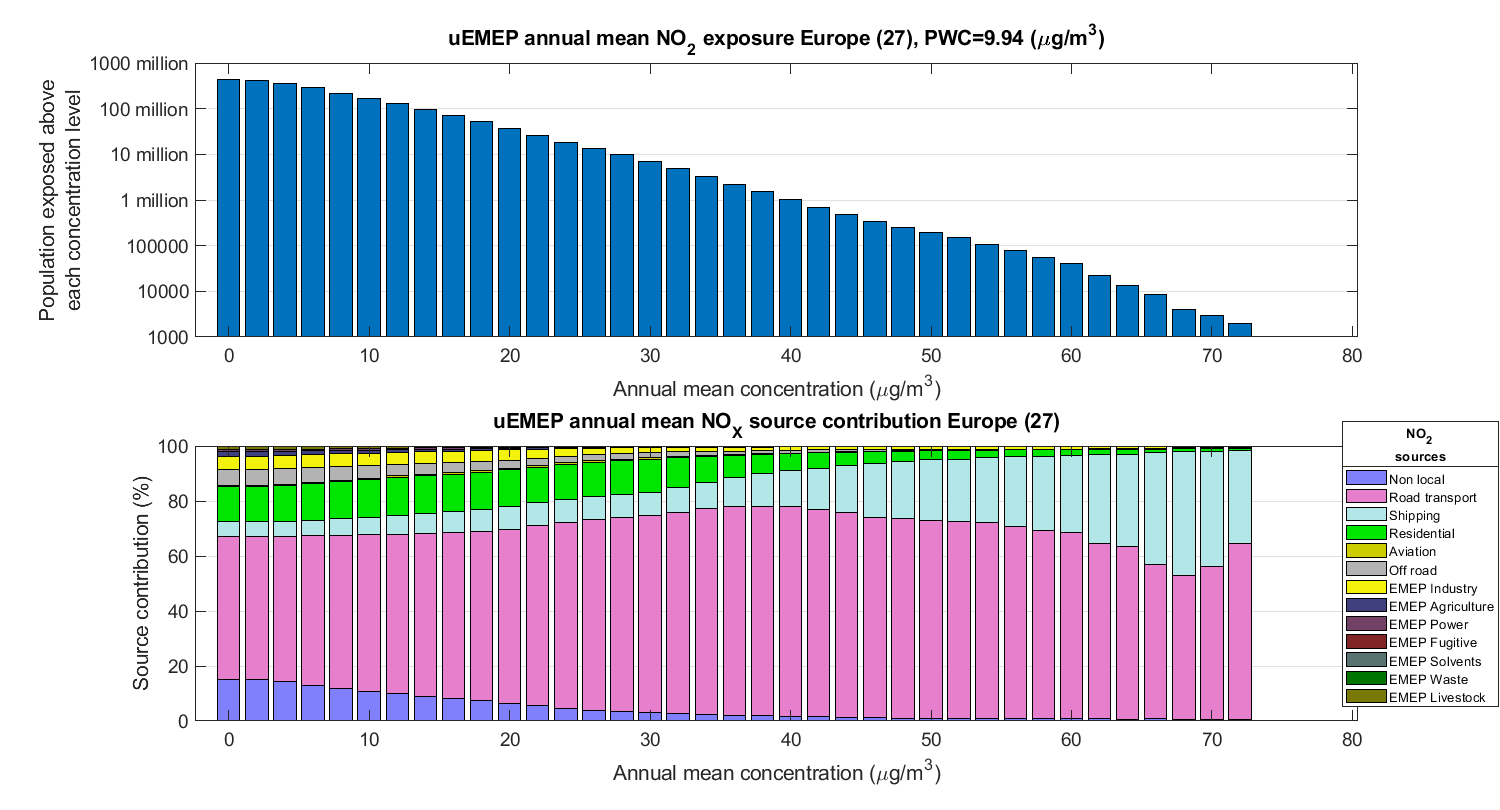 uEMEP annual mean NO2 exposure Europe (27), PWC=9.94 (μg/m3)
Population exposed above
each concentration level
1000 million
100 million
10 million
1 million
100000
10000
1000
0 10 20 30 40 50 60 70 80
Annual mean concentration (μg/m3)
uEMEP annual mean NOX source contribution Europe (27)
Source contribution (%)
100
80
60
40
20
0
0 10 20 30 40 50 60 70 80
Annual mean concentration (μg/m3)
NO2
sources
Non local
Road transport
Shipping
Residential
Aviation
Off road
EMEP Industry
EMEP Agriculture
EMEP Power
EMEP Fugitive
EMEP Solvents
EMEP Waste
EMEP Livestock